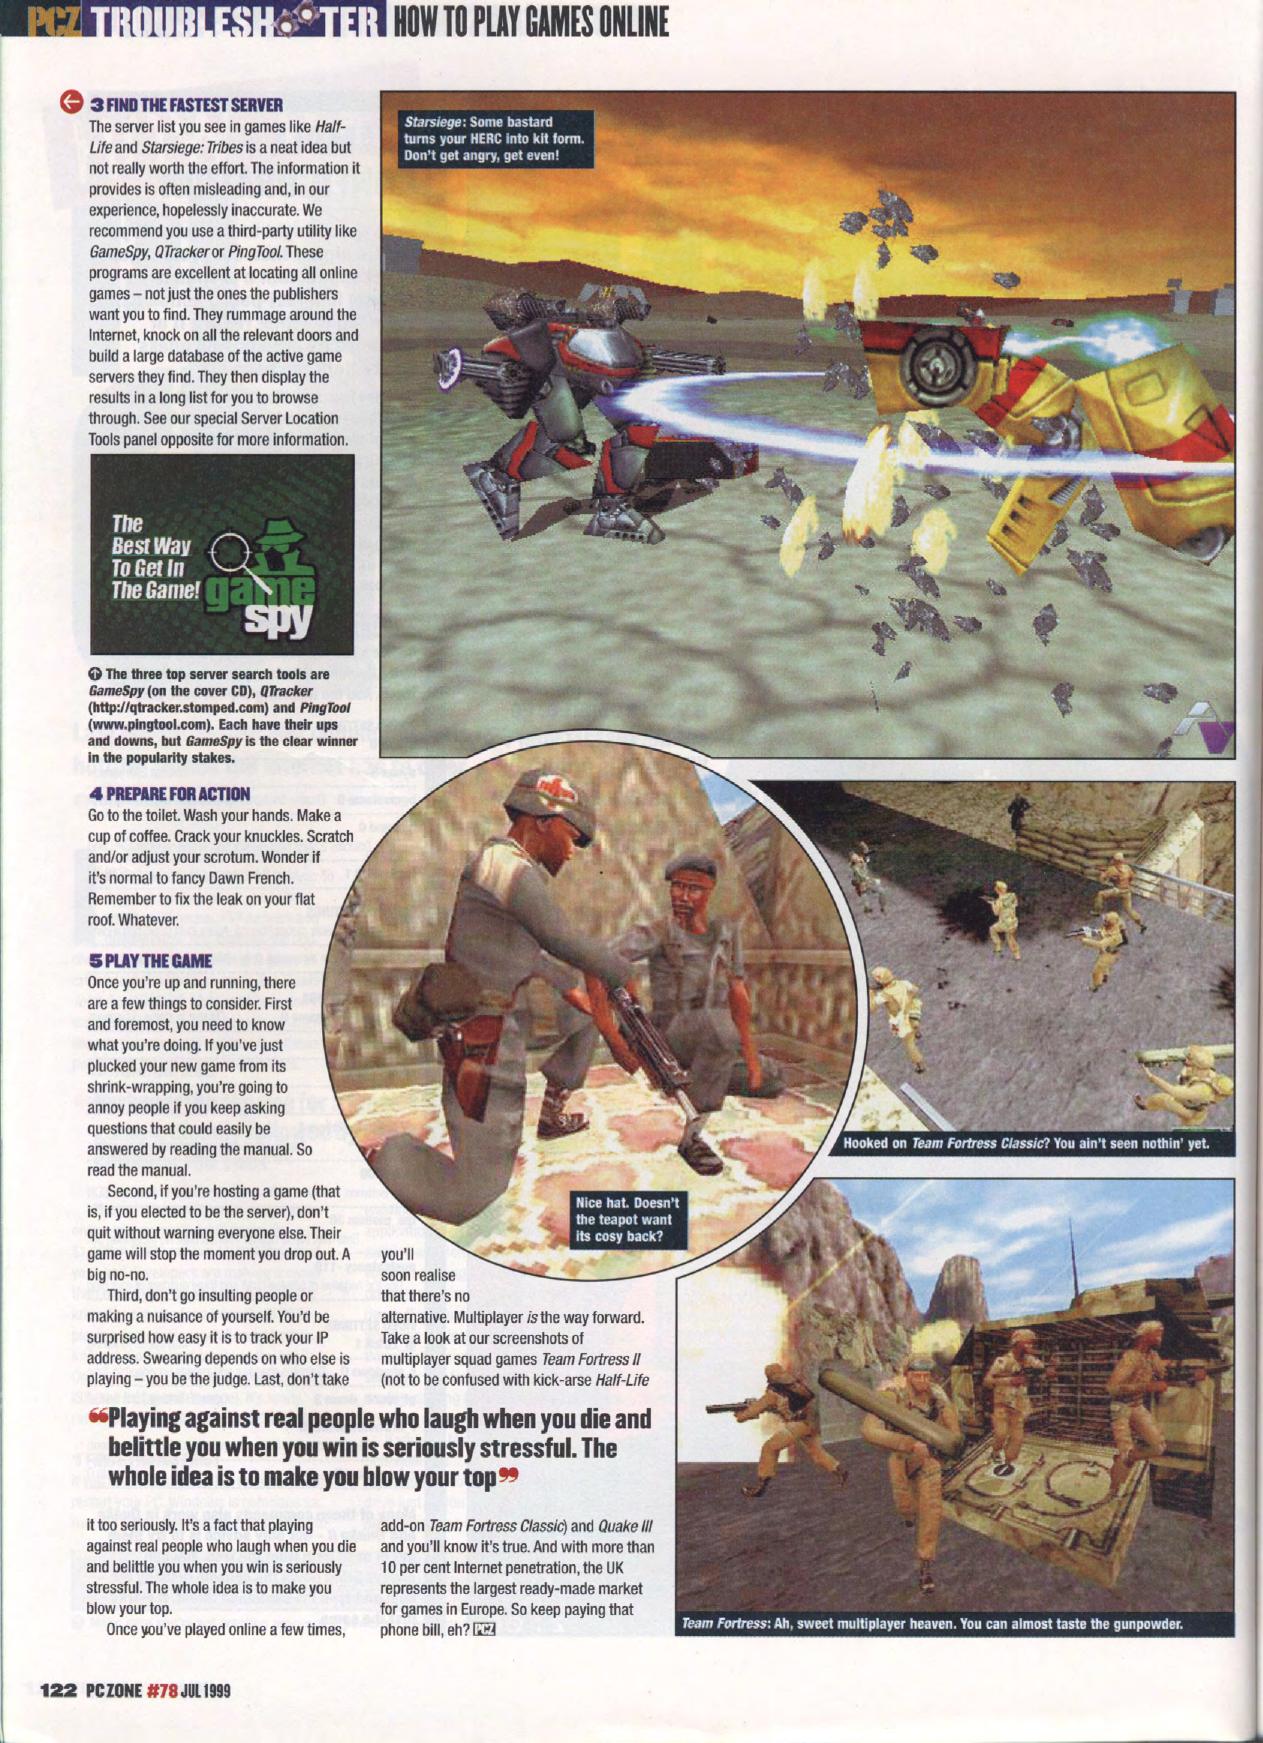 PCZ TROUBLESHOOTER HOW TO PLAY GAMES ONLINE
3 FIND THE FASTEST SERVER
The server list you see in games like Half-
Life and Starsiege: Tribes is a neat idea but
not really worth the effort. The information it
provides is often misleading and, in our
experience, hopelessly inaccurate. We
recommend you use a third-party utility like
GameSpy, QTracker or PingTool. These
programs are excellent at locating all online
games – not just the ones the publishers
want you to find. They rummage around the
Internet, knock on all the relevant doors and
build a large database of the active game
servers they find. They then display the
results in a long list for you to browse
through. See our special Server Location
Tools panel opposite for more information.
The
Best Way
To Get In
The Game!
game
spy
The three top server search tools are
GameSpy (on the cover CD), QTracker
(http://qtracker.stomped.com) and PingTool
(www.pingtool.com). Each have their ups
and downs, but GameSpy is the clear winner
in the popularity stakes.
4 PREPARE FOR ACTION
Go to the toilet. Wash your hands. Make a
cup of coffee. Crack your knuckles. Scratch
and/or adjust your scrotum. Wonder if
it's normal to fancy Dawn French.
Remember to fix the leak on your flat
roof. Whatever.
5 PLAY THE GAME
Once you're up and running, there
are a few things to consider. First
and foremost, you need to know
what you're doing. If you've just
plucked your new game from its
shrink-wrapping, you're going to
annoy people if you keep asking
questions that could easily be
answered by reading the manual. So
read the manual.
Second, if you're hosting a game (that
is, if you elected to be the server), don't
quit without warning everyone else. Their
game will stop the moment you drop out. A
big no-no.
Third, don't go insulting people or
making a nuisance of yourself. You'd be
surprised how easy it is to track your IP
address. Swearing depends on who else is
playing – you be the judge. Last, don't take
it too seriously. It's a fact that playing
against real people who laugh when you die
and belittle you when you win is seriously
stressful. The whole idea is to make you
blow your top.
Once you've played online a few times,
you'll
soon realise
that there's no
alternative. Multiplayer is the way forward.
Take a look at our screenshots of
multiplayer squad games Team Fortress II
(not to be confused with kick-arse Half-Life
add-on Team Fortress Classic) and Quake III
and you'll know it's true. And with more than
10 per cent Internet penetration, the UK
represents the largest ready-made market
for games in Europe. So keep paying that
phone bill, eh? PCZ
“Playing against real people who laugh when you die and
belittle you when you win is seriously stressful. The
whole idea is to make you blow your top”
Starsiege: Some bastard
turns your HERC into kit form.
Don't get angry, get even!
Nice hat. Doesn't
the teapot want
its cosy back?
Hooked on Team Fortress Classic? You ain't seen nothin' yet.
Team Fortress: Ah, sweet multiplayer heaven. You can almost taste the gunpowder.
122 PC ZONE #78 JUL 1999